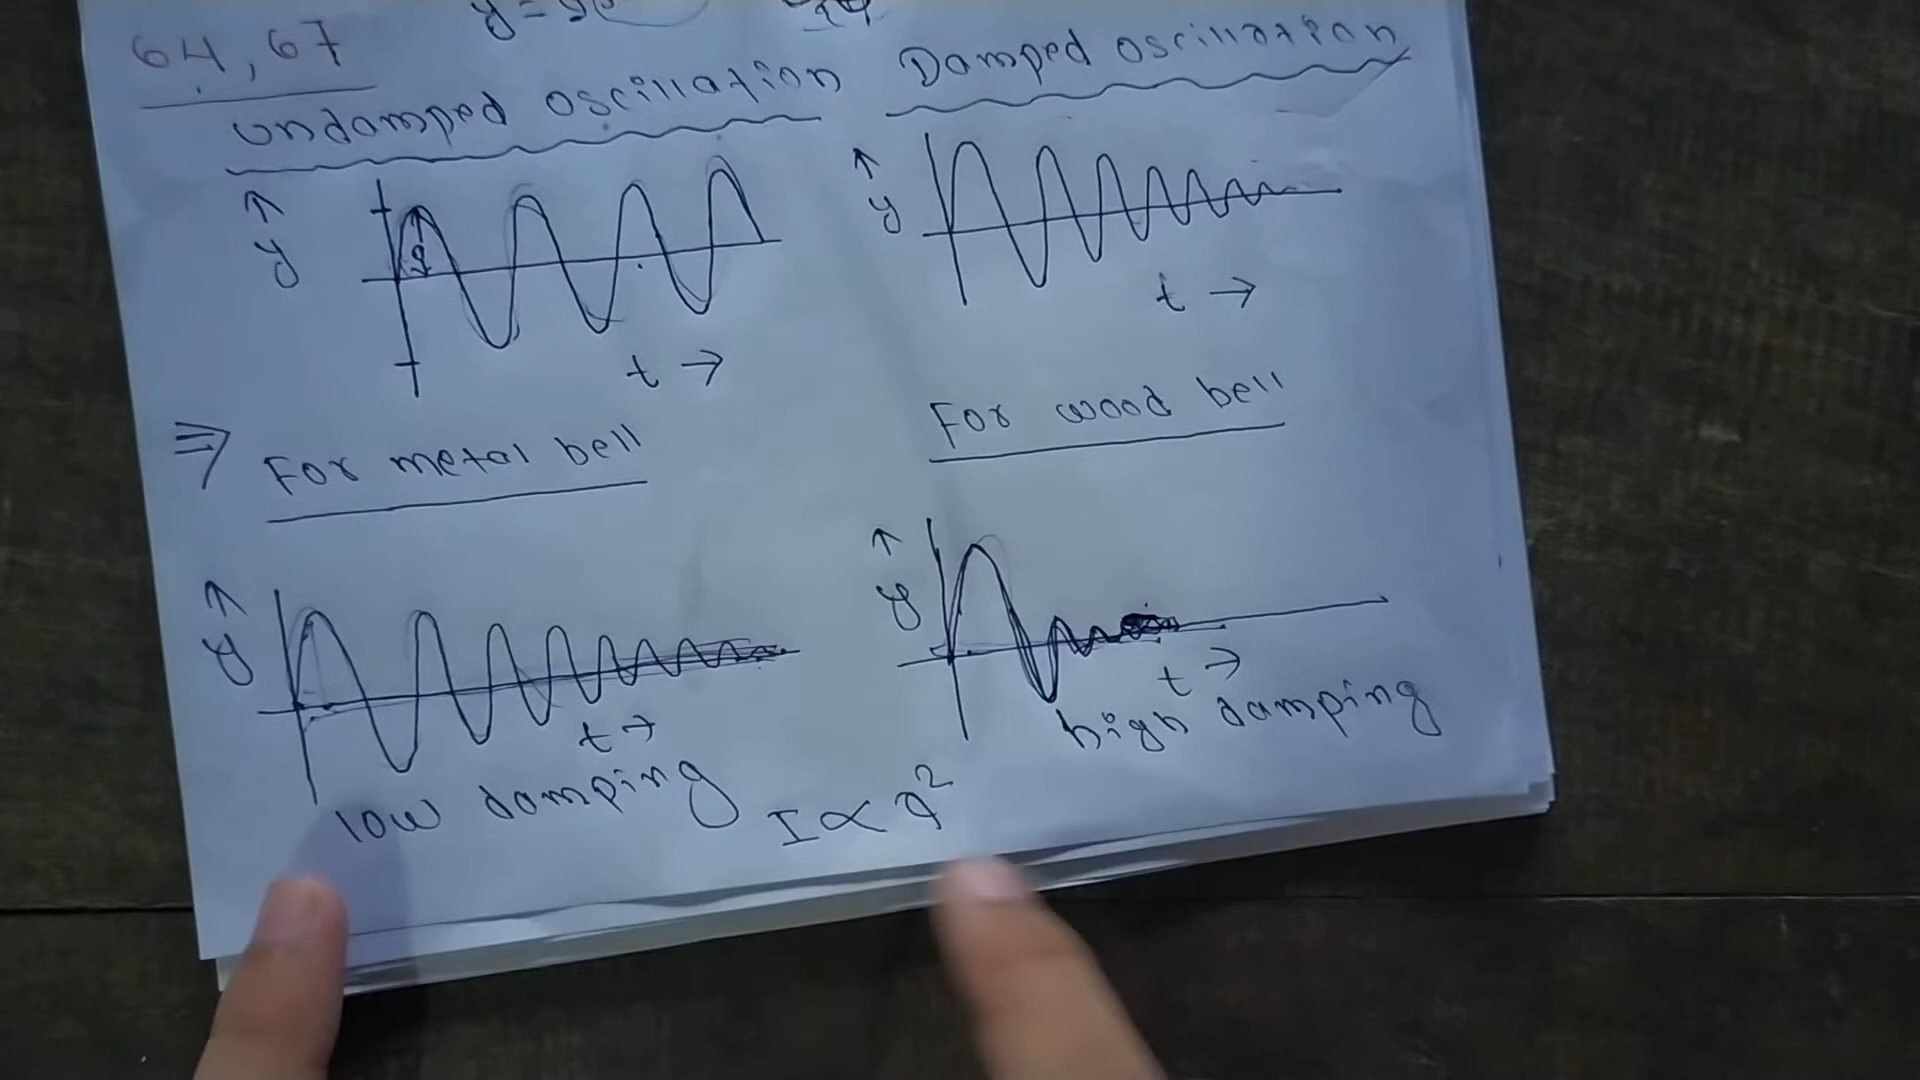 64, 67
y =
undamped oscillation
Damped oscillation
y
a
t →
y
t →
⇒ For metal bell
For wood bell
y
t →
low damping
y
t →
high damping
I ∝ a²